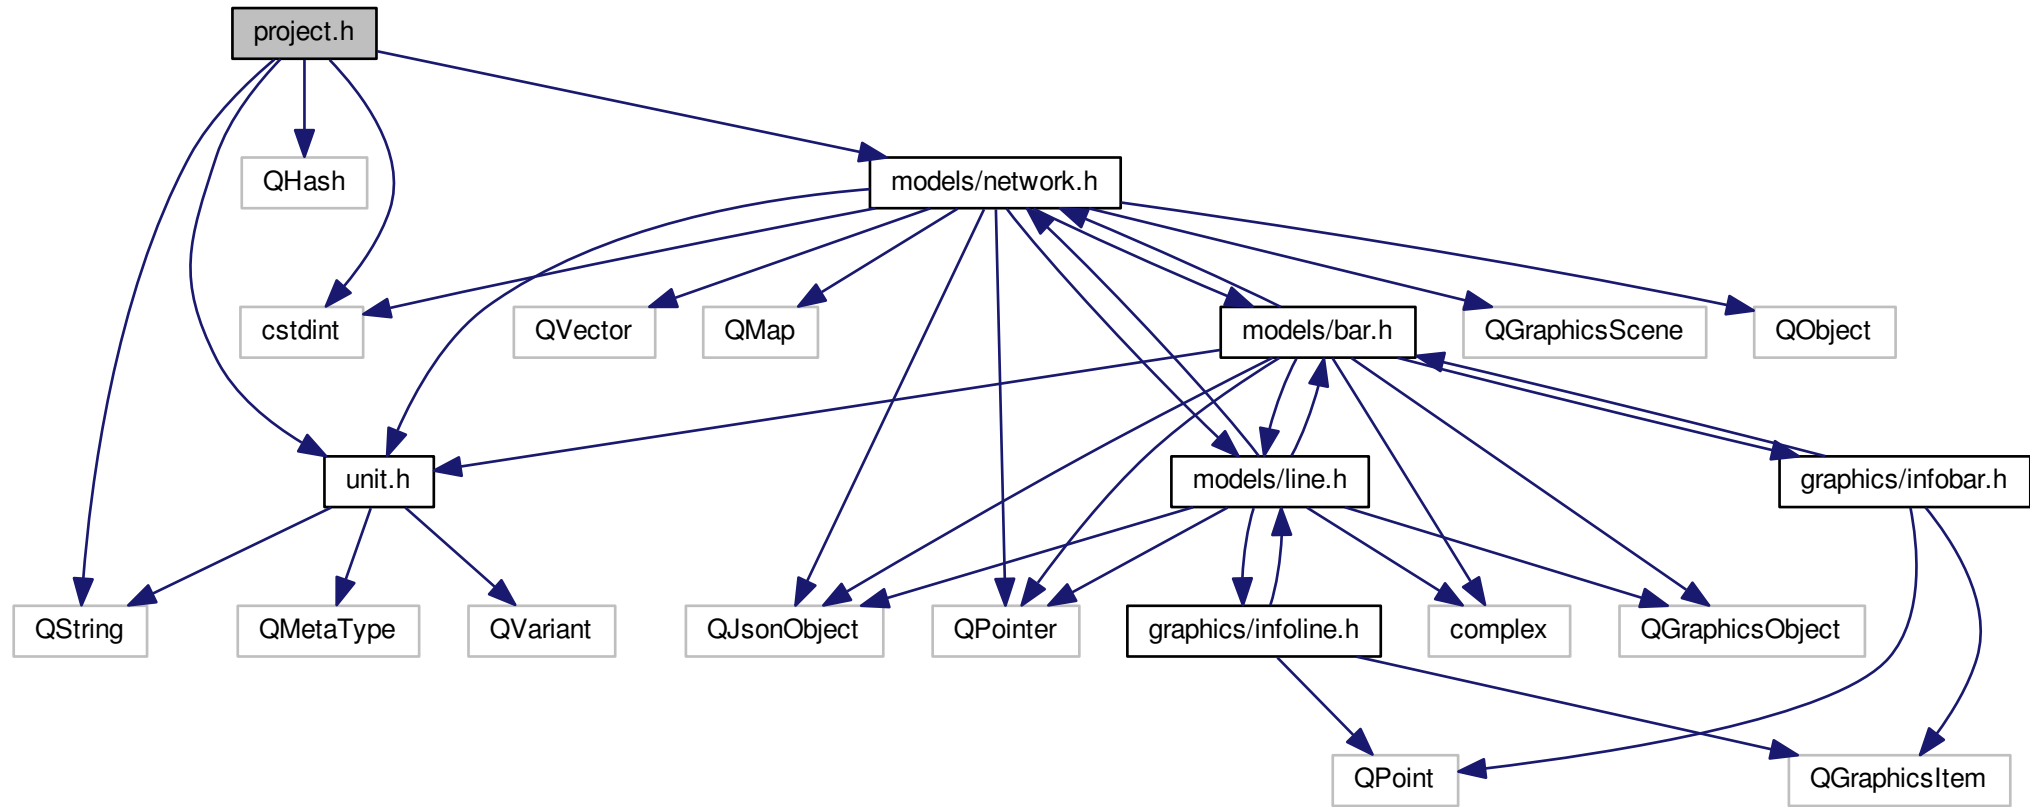 project.h
QHash
models/network.h
cstdint
QVector
QMap
models/bar.h
QGraphicsScene
QObject
unit.h
models/line.h
graphics/infobar.h
QString
QMetaType
QVariant
QJsonObject
QPointer
graphics/infoline.h
complex
QGraphicsObject
QPoint
QGraphicsItem